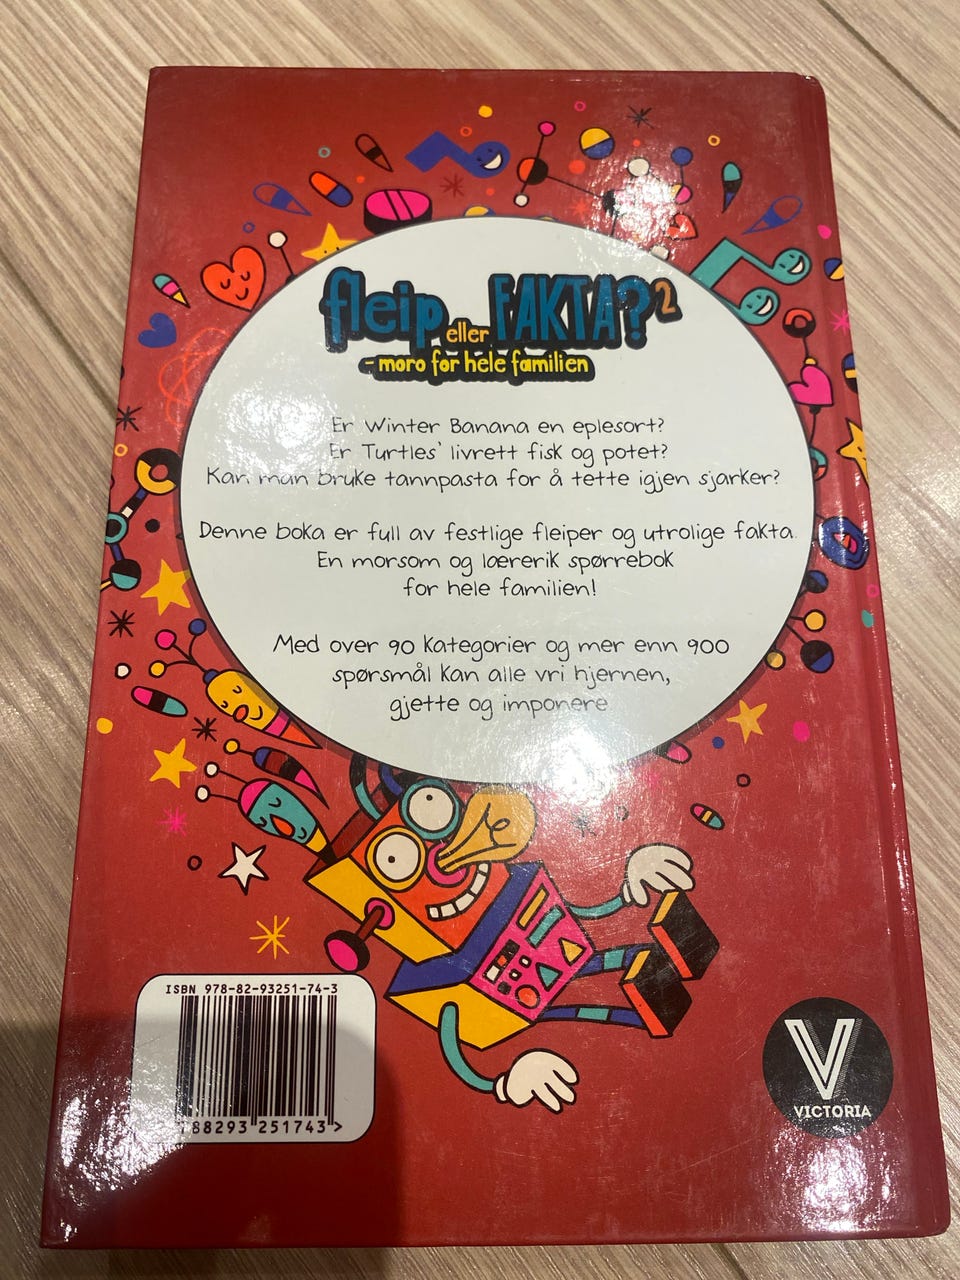 fleip eller FAKTA? 2
- moro for hele familien
Er Winter Banana en eplesort?
Er Turtles' livrett fisk og potet?
Kan man bruke tannpasta for å tette igjen sjarker?
Denne boka er full av festlige fleiper og utrolige fakta.
En morsom og lærerik spørrebok
for hele familien!
Med over 90 kategorier og mer enn 900
spørsmål kan alle vri hjernen,
gjette og imponere
ISBN 978-82-93251-74-3
788293 251743 >
V
VICTORIA